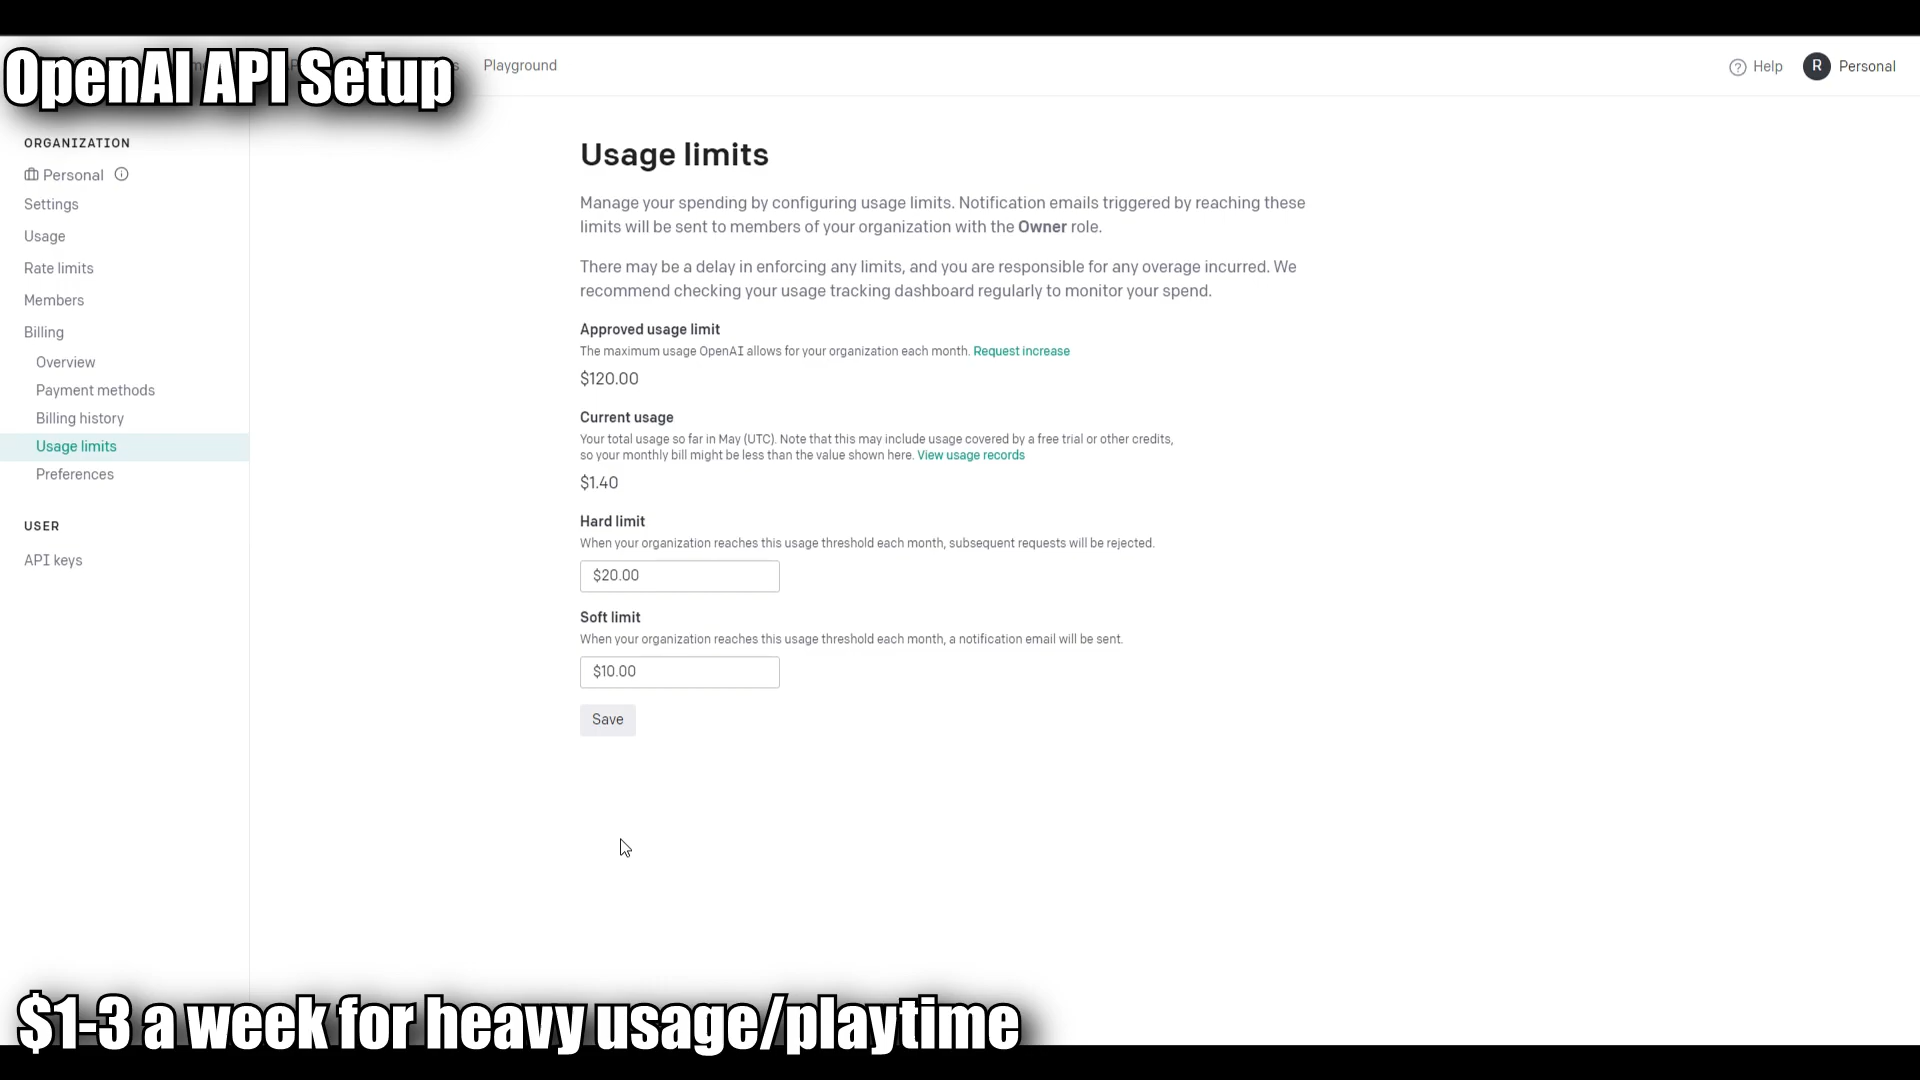 OpenAI API Setup
Playground
Help
R
Personal
ORGANIZATION
Personal
Settings
Usage
Rate limits
Members
Billing
Overview
Payment methods
Billing history
Usage limits
Preferences
USER
API keys
Usage limits
Manage your spending by configuring usage limits. Notification emails triggered by reaching these
limits will be sent to members of your organization with the Owner role.
There may be a delay in enforcing any limits, and you are responsible for any overage incurred. We
recommend checking your usage tracking dashboard regularly to monitor your spend.
Approved usage limit
The maximum usage OpenAI allows for your organization each month. Request increase
$120.00
Current usage
Your total usage so far in May (UTC). Note that this may include usage covered by a free trial or other credits,
so your monthly bill might be less than the value shown here. View usage records
$1.40
Hard limit
When your organization reaches this usage threshold each month, subsequent requests will be rejected.
$20.00
Soft limit
When your organization reaches this usage threshold each month, a notification email will be sent.
$10.00
Save
$1-3 a week for heavy usage/playtime